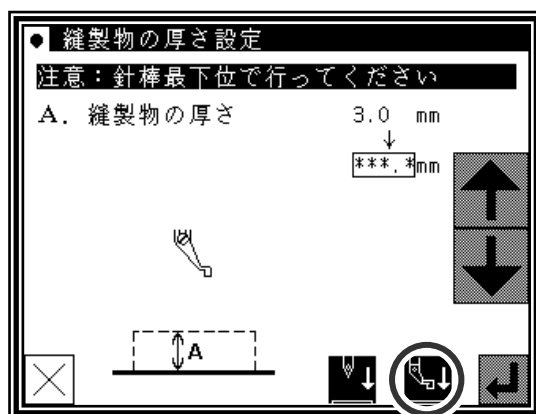 ● 縫製物の厚さ設定
注意：針棒最下位で行ってください
A. 縫製物の厚さ 3.0 mm
↓
***.*mm
A